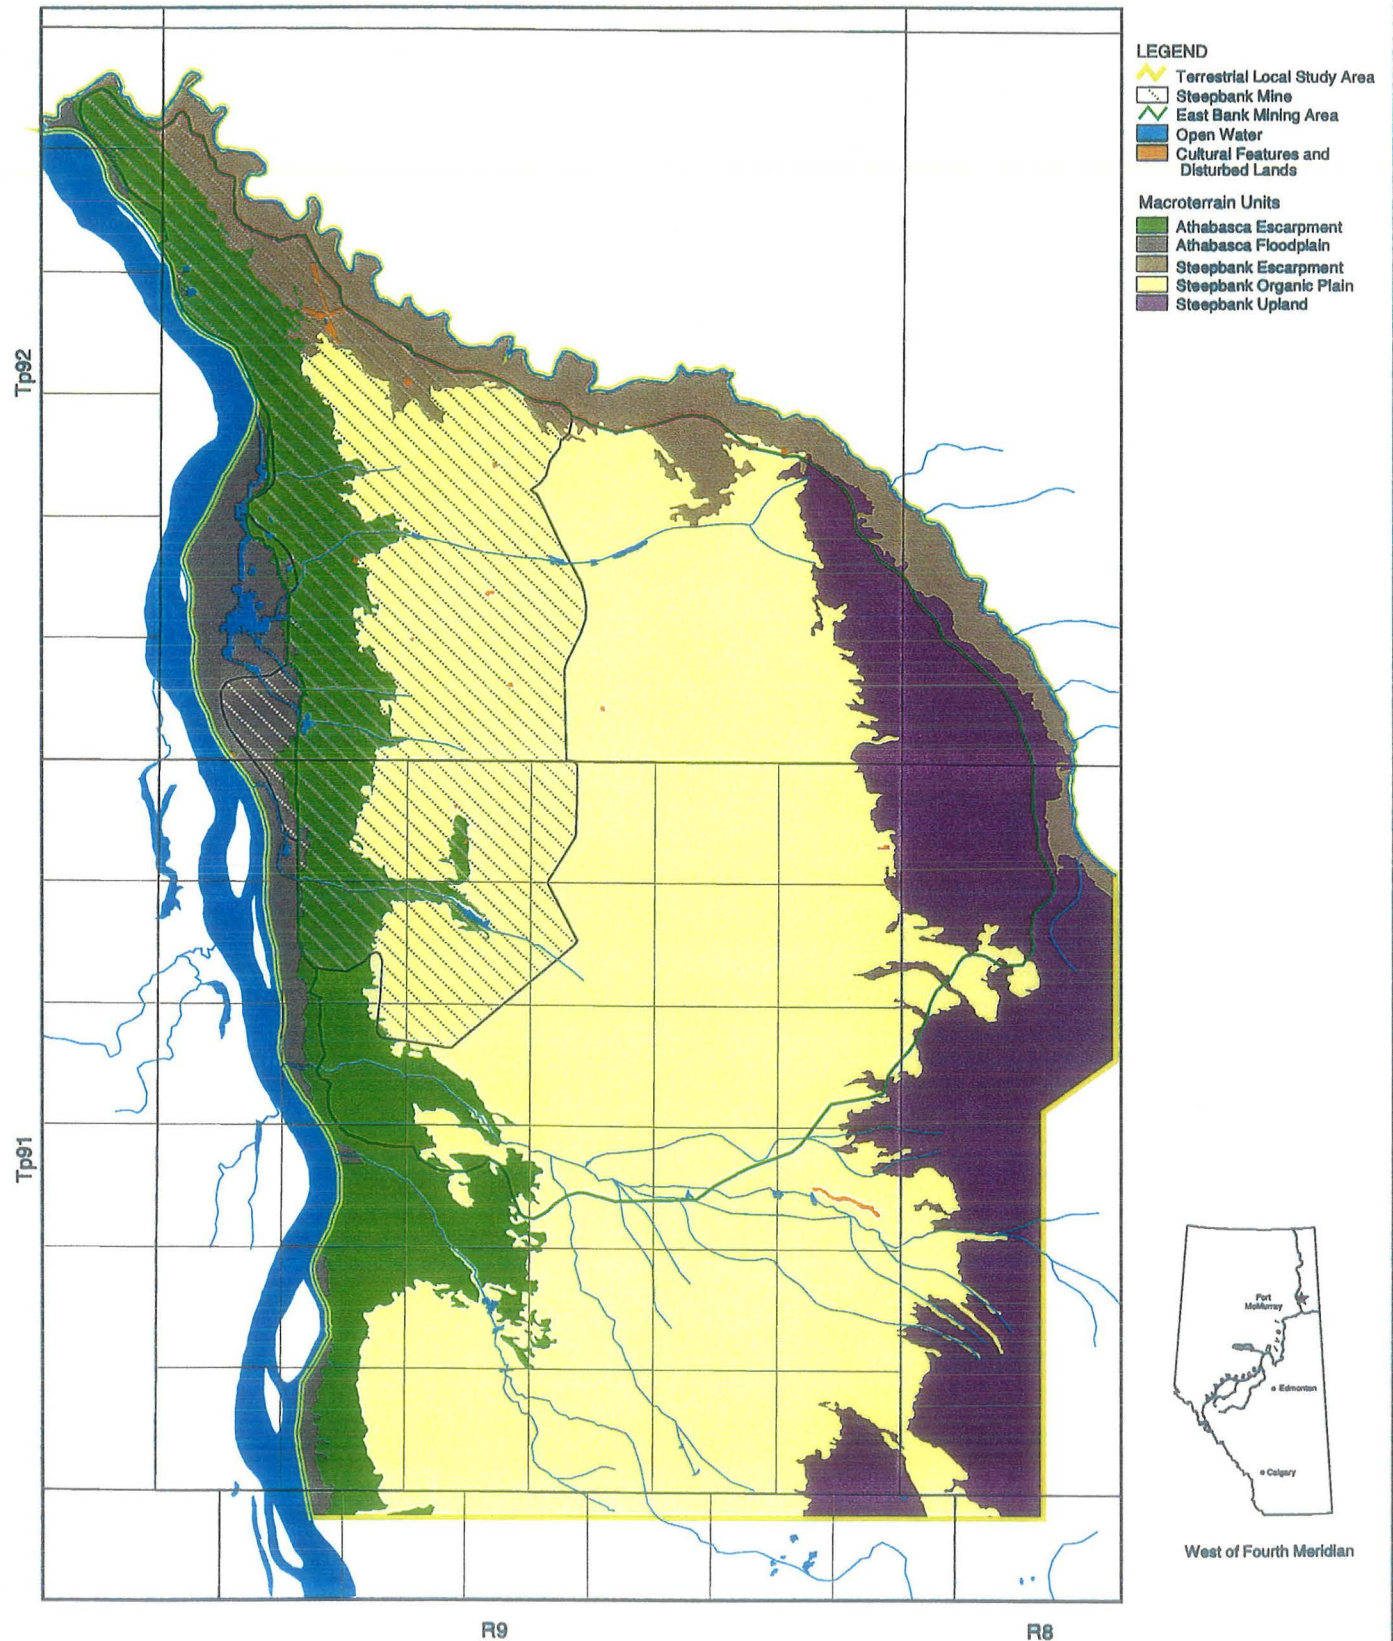 LEGEND
Terrestrial Local Study Area
Steepbank Mine
East Bank Mining Area
Open Water
Cultural Features and
Disturbed Lands
Macroterrain Units
Athabasca Escarpment
Athabasca Floodplain
Steepbank Escarpment
Steepbank Organic Plain
Steepbank Upland
Tp92
Tp91
Fort
McMurray
Edmonton
Calgary
West of Fourth Meridian
R9
R8